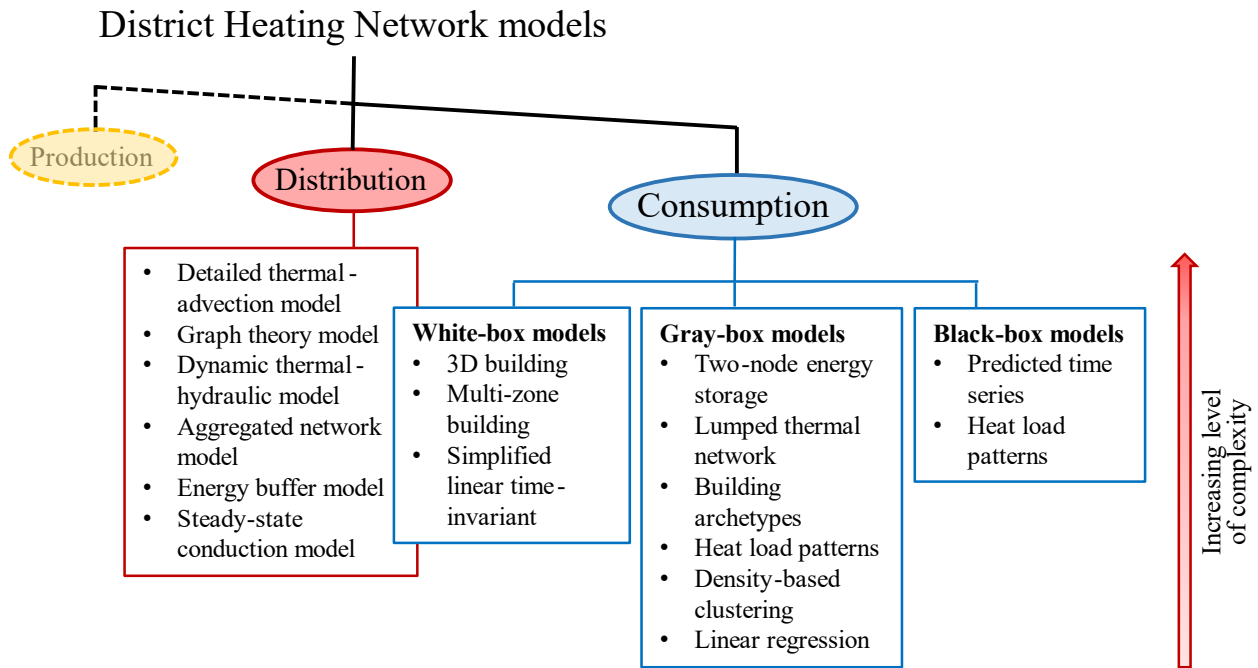 District Heating Network models
Production
Distribution
Consumption
• Detailed thermal-
advection model
• Graph theory model
• Dynamic thermal-
hydraulic model
• Aggregated network
model
• Energy buffer model
• Steady-state
conduction model
White-box models
• 3D building
• Multi-zone
building
• Simplified
linear time-
invariant
Gray-box models
• Two-node energy
storage
• Lumped thermal
network
• Building
archetypes
• Heat load patterns
• Density-based
clustering
• Linear regression
Black-box models
• Predicted time
series
• Heat load
patterns
Increasing level
of complexity